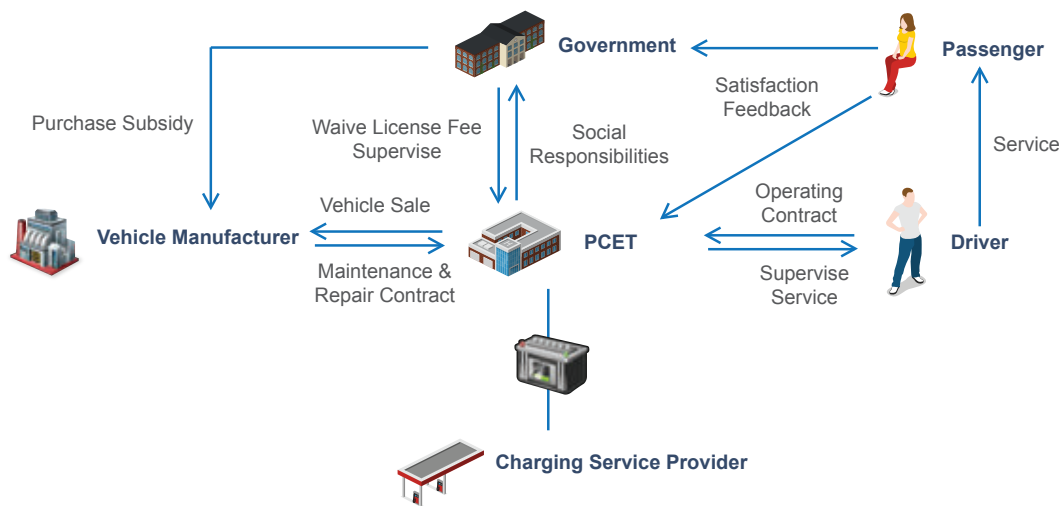 Government
Passenger
Satisfaction
Feedback
Purchase Subsidy
Waive License Fee
Supervise
Social
Responsibilities
Service
Vehicle Sale
Operating
Contract
Vehicle Manufacturer
PCET
Driver
Maintenance &
Repair Contract
Supervise
Service
Charging Service Provider